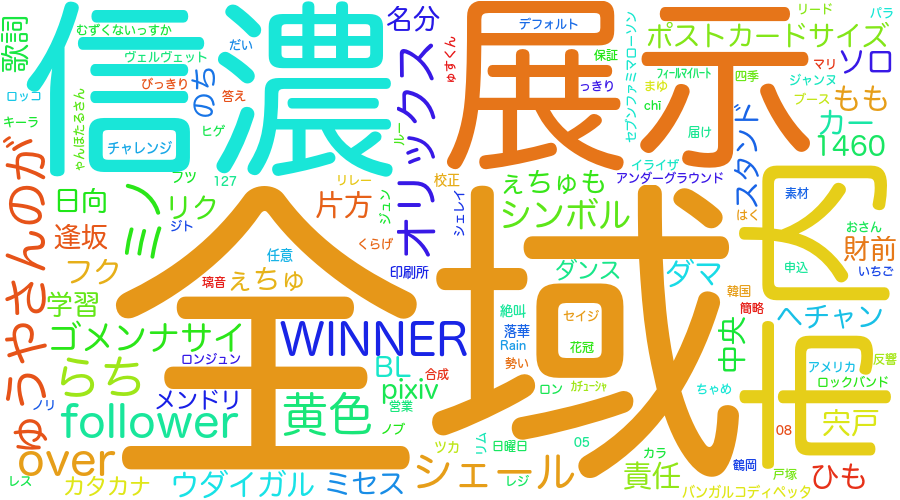 信濃
展示
全域
市内
歌詞
むずくないっすか
ヴェルヴェット
だい
びっきり
ロッコ
のち
答え
キーラ
ゃんほたるさん
ヒゲ
チャレンジ
名分
デフォルト
ゅすくん
オリックス
ルー
リード
パラ
ポストカードサイズ
保証
マリ
ソロ
っきり
フィールマイハート
四季
ジャンヌ
セブンファミマローソン
まゆ
ブース
もも
chi
カー
届け
1460
スタンド
イライザ
アンダーグラウンド
フツ
127
リレー
校正
ゅうやさんのが
日向
ミノ
リク
片方
ジュン
シェレイ
ぇちゅも
シンボル
はく
素材
おさん
ジト
逢坂
くらげ
財前
任意
フク
璃音
ぇちゅ
印刷所
ダンス
ダマ
申込
いちご
韓国
学習
絶叫
セイジ
簡略
ヘチャン
ゴメンナサイ
WINNER
落華
Rain
花冠
中央
ロンジュン
勢い
アメリカ
反響
らち
BL
合成
pixiv
ロン
カチューシャ
ちゃめ
ロックバンド
ノリ
メンドリ
黄色
営業
follower
ノブ
ツカ
リム
日曜日
05
カラ
08
宍戸
over
鶴岡
レス
カタカナ
ウダイガル
ミセス
シェール
レジ
責任
戸塚
バンガルコディペッタ
ひも